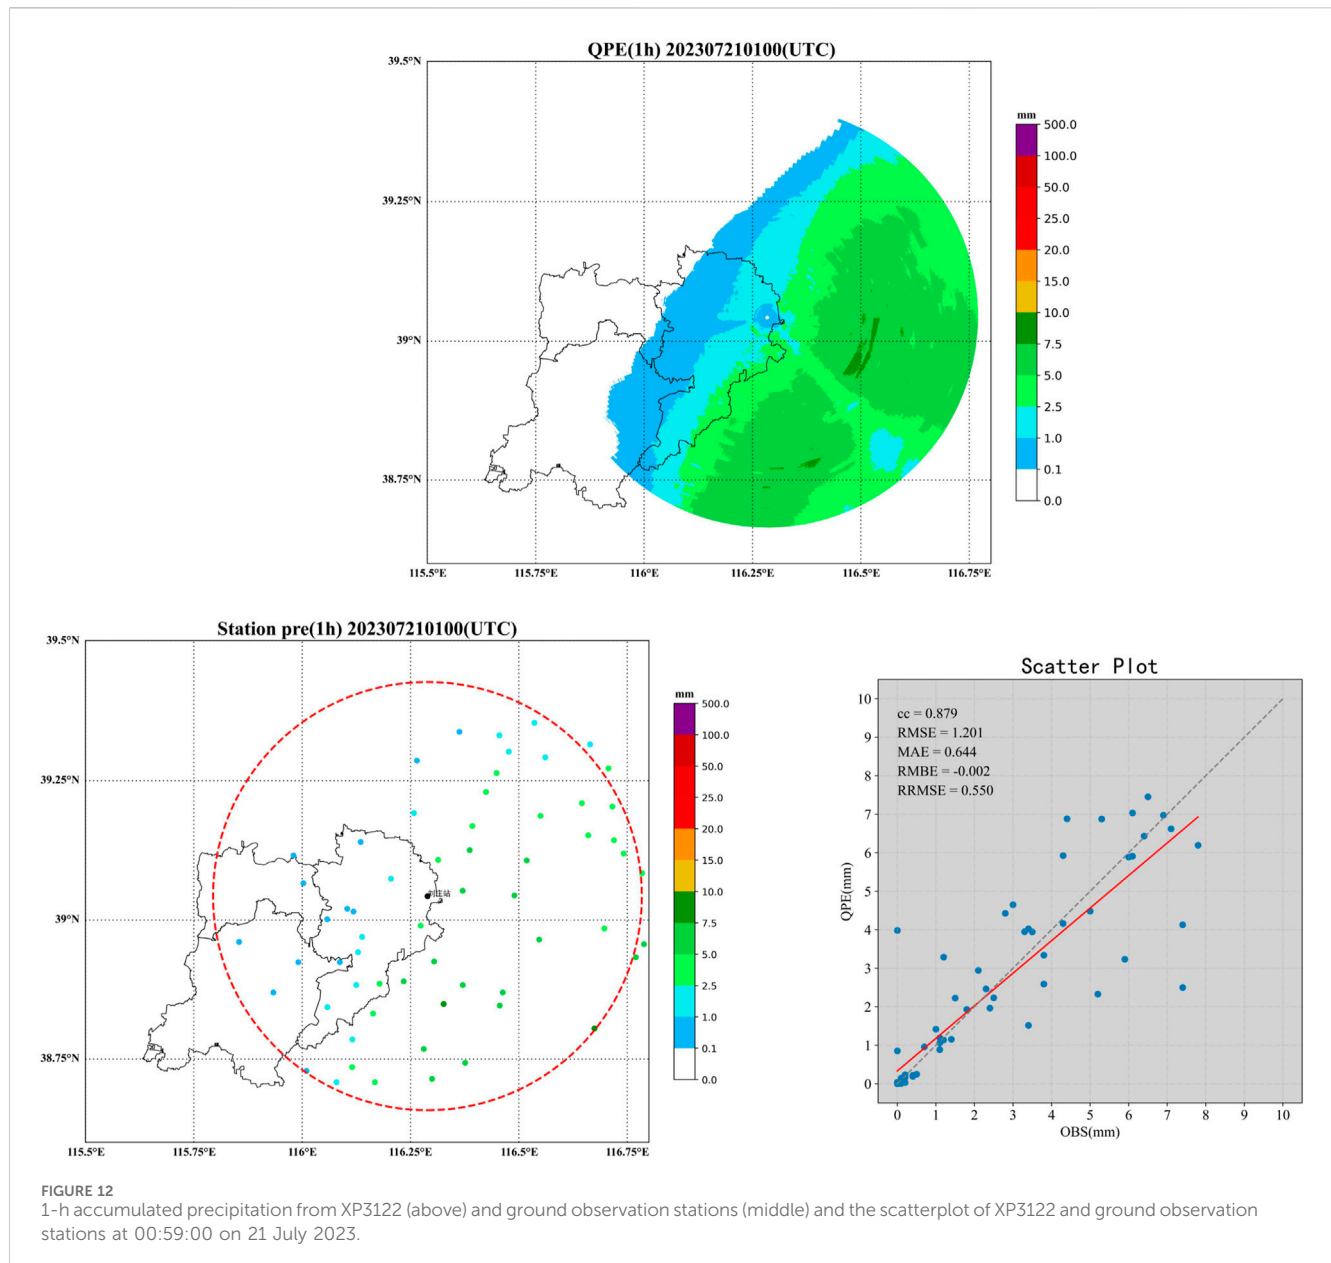 QPE(1h) 202307210100(UTC)
39.5°N
39.25°N
39°N
38.75°N
115.5°E 115.75°E 116°E 116.25°E 116.5°E 116.75°E
mm
500.0
100.0
50.0
25.0
20.0
15.0
10.0
7.5
5.0
2.5
1.0
0.1
0.0
Station pre(1h) 202307210100(UTC)
39.5°N
39.25°N
39°N
38.75°N
115.5°E 115.75°E 116°E 116.25°E 116.5°E 116.75°E
mm
500.0
100.0
50.0
25.0
20.0
15.0
10.0
7.5
5.0
2.5
1.0
0.1
0.0
Scatter Plot
cc = 0.879
RMSE = 1.201
MAE = 0.644
RMBE = -0.002
RRMSE = 0.550
QPE(mm)
10
9
8
7
6
5
4
3
2
1
0
0 1 2 3 4 5 6 7 8 9 10
OBS(mm)
FIGURE 12
1-h accumulated precipitation from XP3122 (above) and ground observation stations (middle) and the scatterplot of XP3122 and ground observation
stations at 00:59:00 on 21 July 2023.